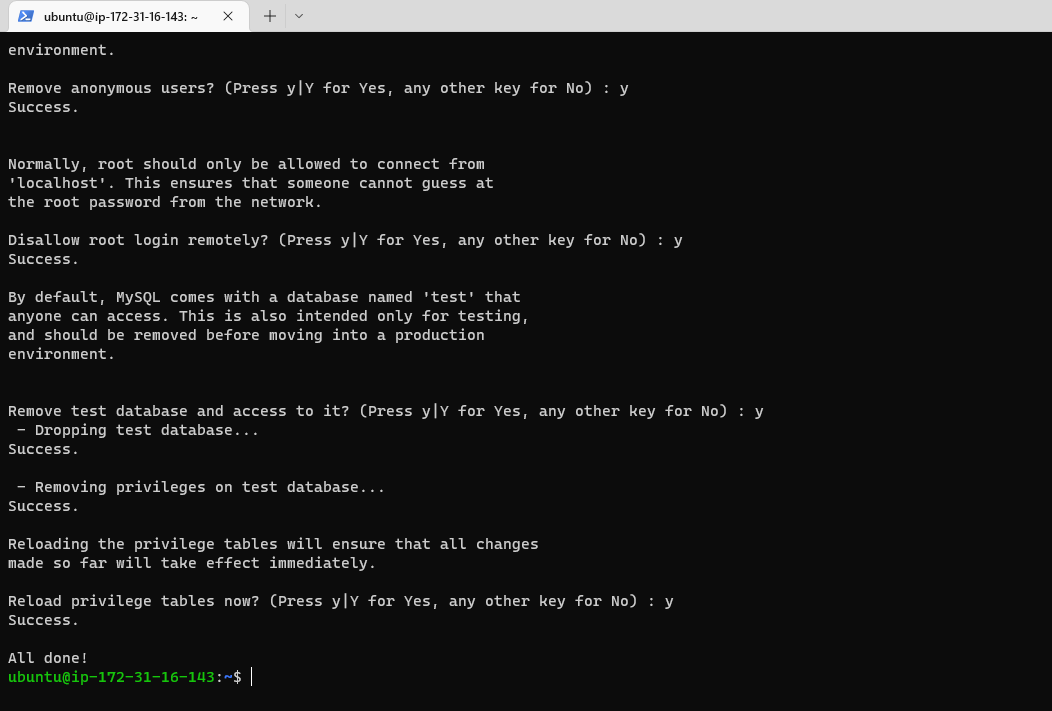 ubuntu@ip-172-31-16-143: ~
environment.
Remove anonymous users? (Press y|Y for Yes, any other key for No) : y
Success.
Normally, root should only be allowed to connect from
'localhost'. This ensures that someone cannot guess at
the root password from the network.
Disallow root login remotely? (Press y|Y for Yes, any other key for No) : y
Success.
By default, MySQL comes with a database named 'test' that
anyone can access. This is also intended only for testing,
and should be removed before moving into a production
environment.
Remove test database and access to it? (Press y|Y for Yes, any other key for No) : y
 - Dropping test database...
Success.
 - Removing privileges on test database...
Success.
Reloading the privilege tables will ensure that all changes
made so far will take effect immediately.
Reload privilege tables now? (Press y|Y for Yes, any other key for No) : y
Success.
All done!
ubuntu@ip-172-31-16-143:~$